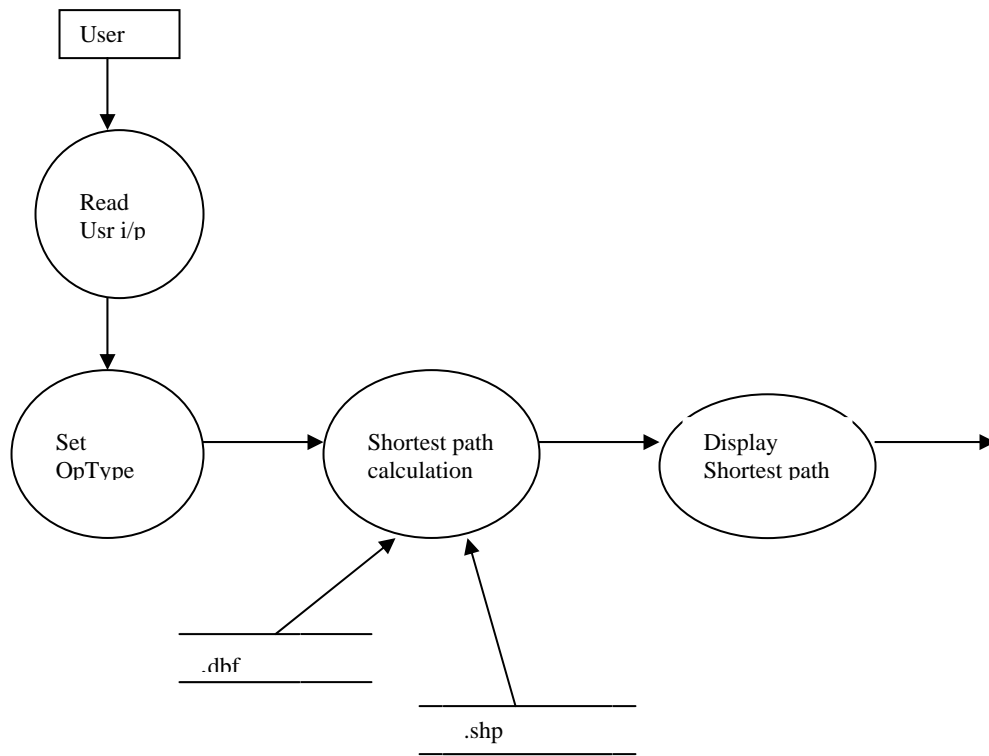 User
Read
Usr i/p
Set
OpType
Shortest path
calculation
Display
Shortest path
.dbf
.shp